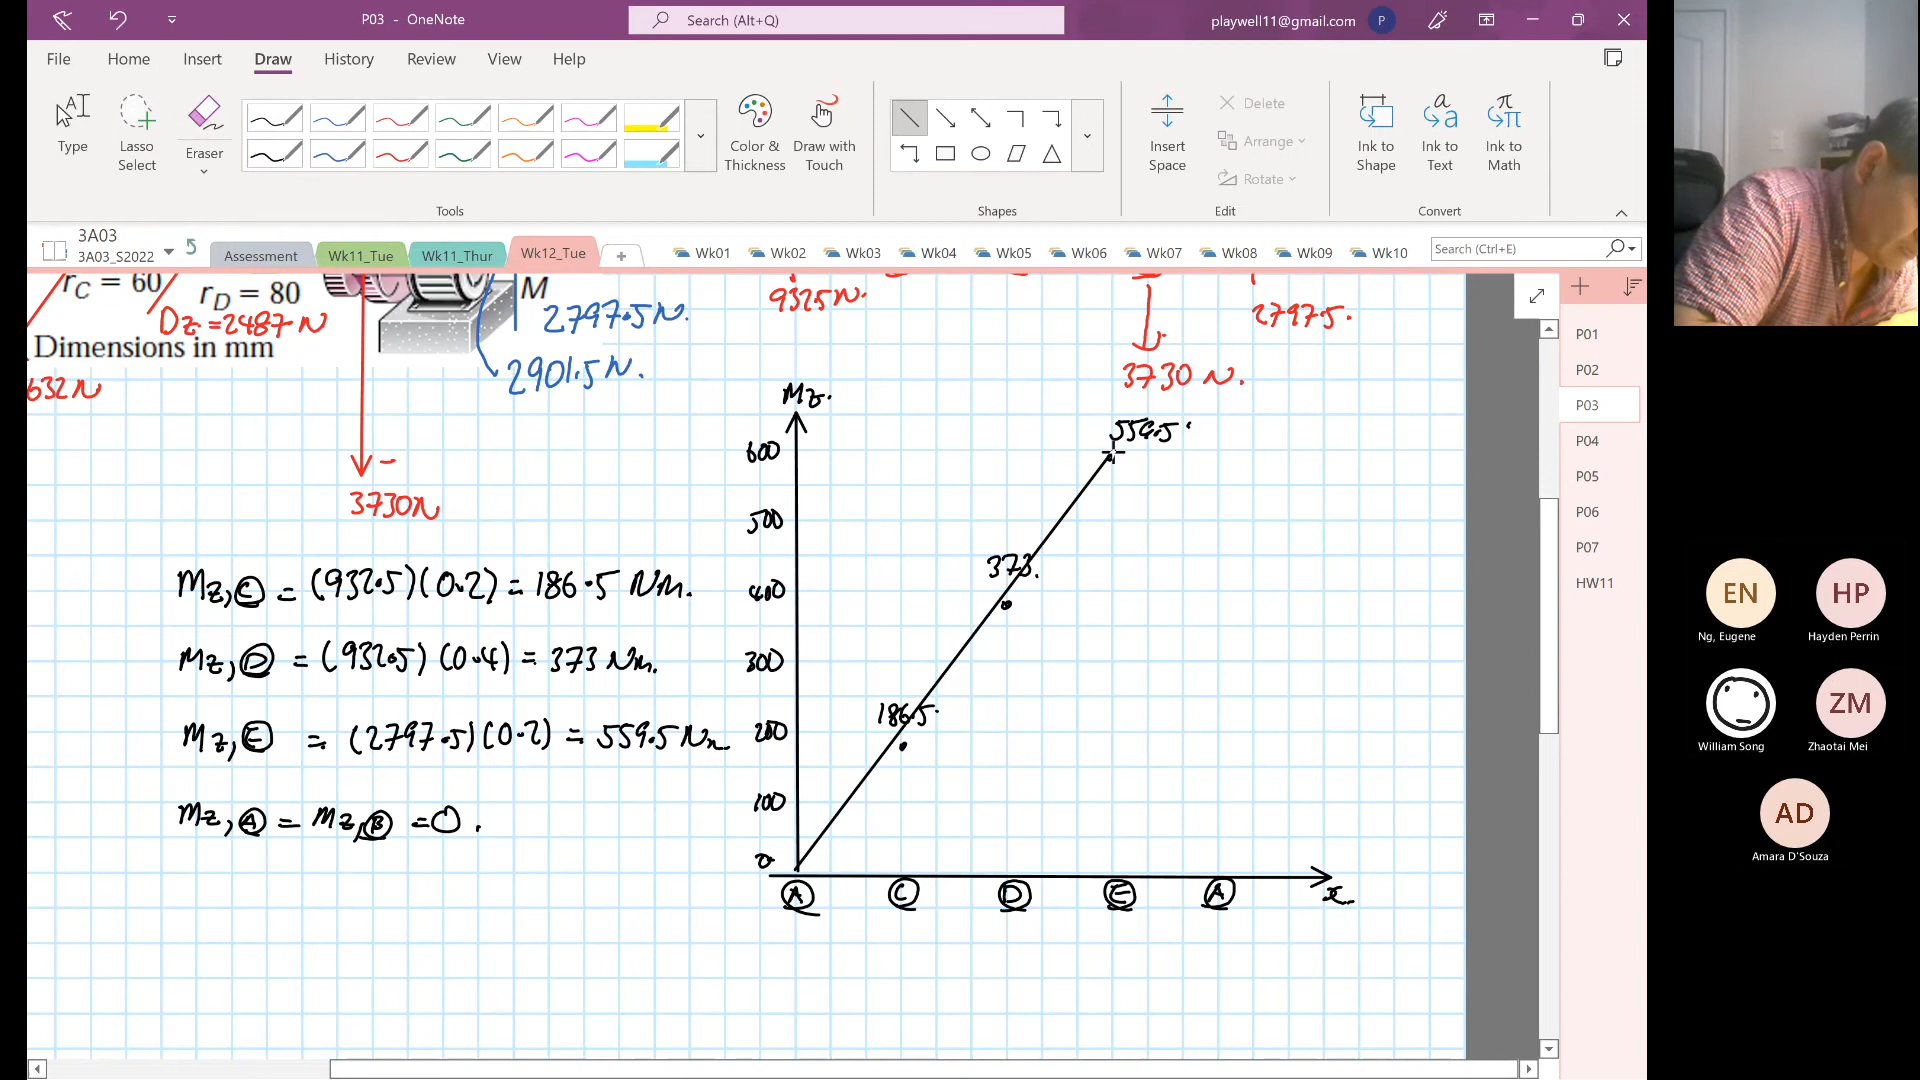 P03 - OneNote
Search (Alt+Q)
playwell11@gmail.com
P
File Home Insert Draw History Review View Help
Type
Lasso Select
Eraser
Color & Thickness
Draw with Touch
Insert Space
Delete
Arrange
Rotate
Ink to Shape
Ink to Text
Ink to Math
Tools Shapes Edit Convert
3A03
3A03_S2022
Assessment Wk11_Tue Wk11_Thur Wk12_Tue + Wk01 Wk02 Wk03 Wk04 Wk05 Wk06 Wk07 Wk08 Wk09 Wk10
Search (Ctrl+E)
P01
P02
P03
P04
P05
P06
P07
HW11
rC = 60
rD = 80
Dz = 2487 N
M
2797.5 N.
2901.5 N.
Dimensions in mm
632 N
3730 N
932.5 N.
3730 N.
2797.5.
Mz,C = (932.5)(0.2) = 186.5 Nm.
Mz,D = (932.5)(0.4) = 373 Nm.
Mz,E = (2797.5)(0.2) = 559.5 Nm.
Mz,A = Mz,B = 0.
Mz.
600
500
400
300
200
100
0
559.5.
373.
186.5.
A C D E A x
EN
Ng, Eugene
HP
Hayden Perrin
William Song
ZM
Zhaotai Mei
AD
Amara D'Souza